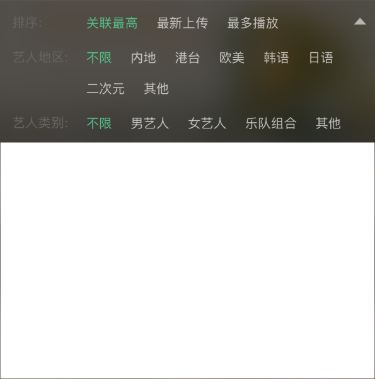 排序: 关联最高 最新上传 最多播放
艺人地区: 不限 内地 港台 欧美 韩语 日语
二次元 其他
艺人类别: 不限 男艺人 女艺人 乐队组合 其他